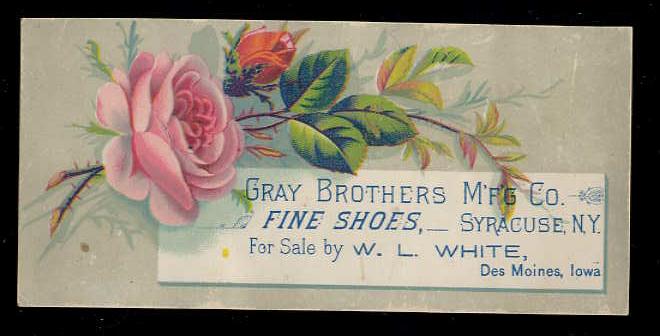 GRAY BROTHERS M'F'G CO.
FINE SHOES, SYRACUSE, N.Y.
For Sale by W. L. WHITE,
Des Moines, Iowa